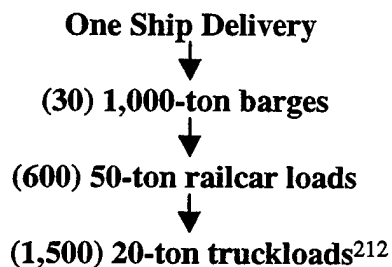 One Ship Delivery
(30) 1,000-ton barges
(600) 50-ton railcar loads
(1,500) 20-ton truckloads212